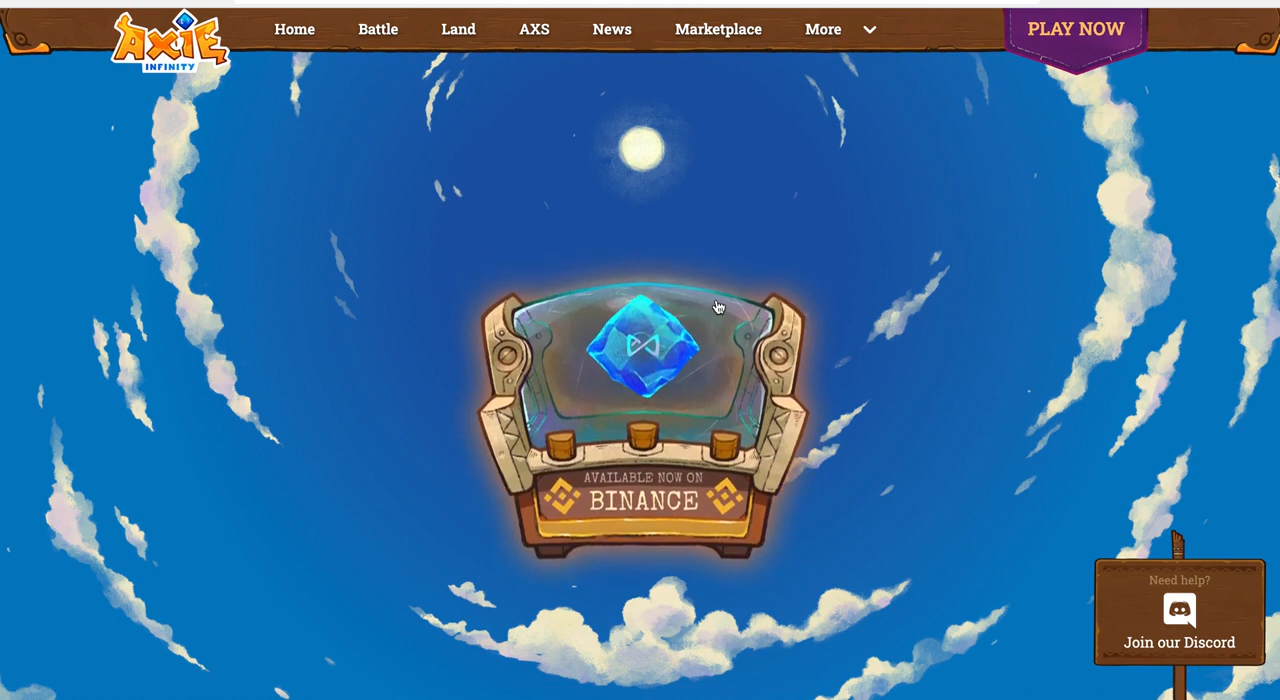 AXIE
INFINITY
Home
Battle
Land
AXS
News
Marketplace
More
PLAY NOW
AVAILABLE NOW ON
BINANCE
Need help?
Join our Discord